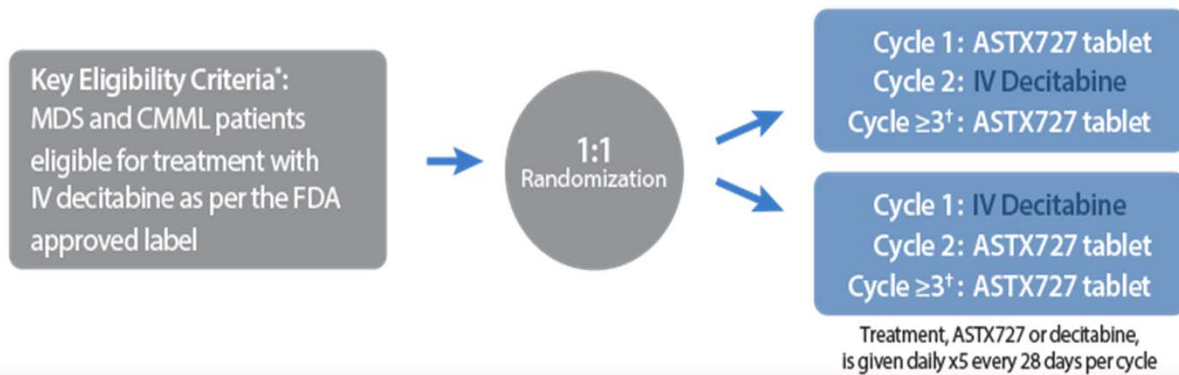 Key Eligibility Criteria*:
MDS and CMML patients
eligible for treatment with
IV decitabine as per the FDA
approved label
1:1
Randomization
Cycle 1: ASTX727 tablet
Cycle 2: IV Decitabine
Cycle ≥3†: ASTX727 tablet
Cycle 1: IV Decitabine
Cycle 2: ASTX727 tablet
Cycle ≥3†: ASTX727 tablet
Treatment, ASTX727 or decitabine,
is given daily x5 every 28 days per cycle